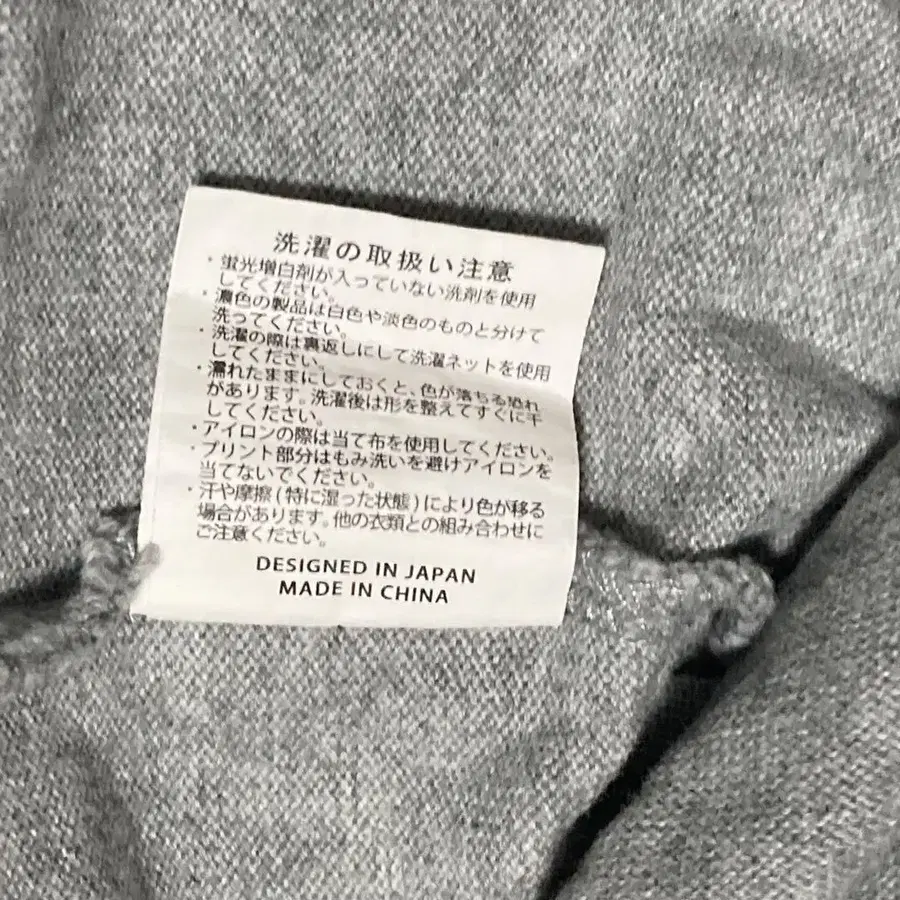 洗濯の取扱い注意
・蛍光増白剤が入っていない洗剤を使用
してください。
・濃色の製品は白色や淡色のものと分けて
洗ってください。
・洗濯の際は裏返しにして洗濯ネットを使用
してください。
・濡れたままにしておくと、色が落ちる恐れ
があります。洗濯後は形を整えてすぐに干
してください。
・アイロンの際は当て布を使用してください。
・プリント部分はもみ洗いを避けアイロンを
当てないでください。
・汗や摩擦(特に湿った状態)により色が移る
場合があります。他の衣類との組み合わせに
ご注意ください。
DESIGNED IN JAPAN
MADE IN CHINA